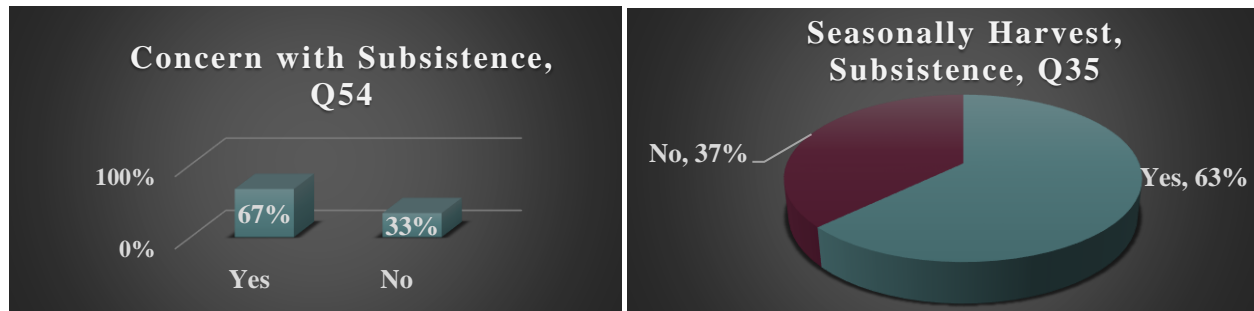 Concern with Subsistence,
Q54
100%
67%
33%
0%
Yes
No
Seasonally Harvest,
Subsistence, Q35
No, 37%
Yes, 63%